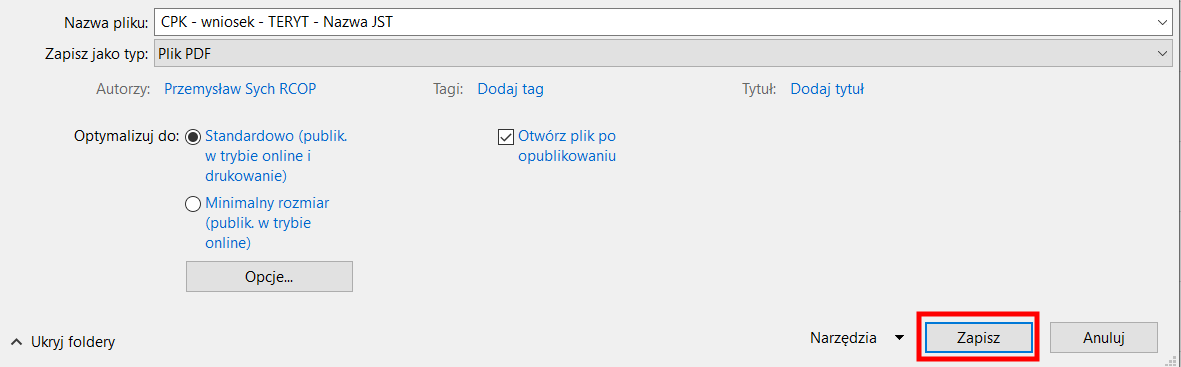 Nazwa pliku: CPK - wniosek - TERYT - Nazwa JST
Zapisz jako typ: Plik PDF
Autorzy: Przemysław Sych RCOP Tagi: Dodaj tag Tytuł: Dodaj tytuł
Optymalizuj do: Standardowo (publik. w trybie online i drukowanie)
Minimalny rozmiar (publik. w trybie online)
Otwórz plik po opublikowaniu
Opcje...
Ukryj foldery Narzędzia Zapisz Anuluj